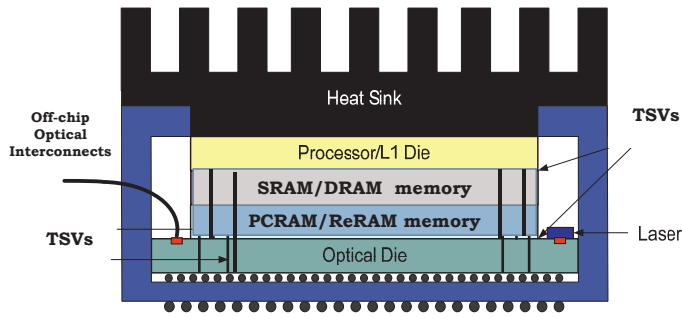 Heat Sink
Off-chip
Optical
Interconnects
TSVs
Processor/L1 Die
SRAM/DRAM memory
PCRAM/ReRAM memory
TSVs
Laser
Optical Die